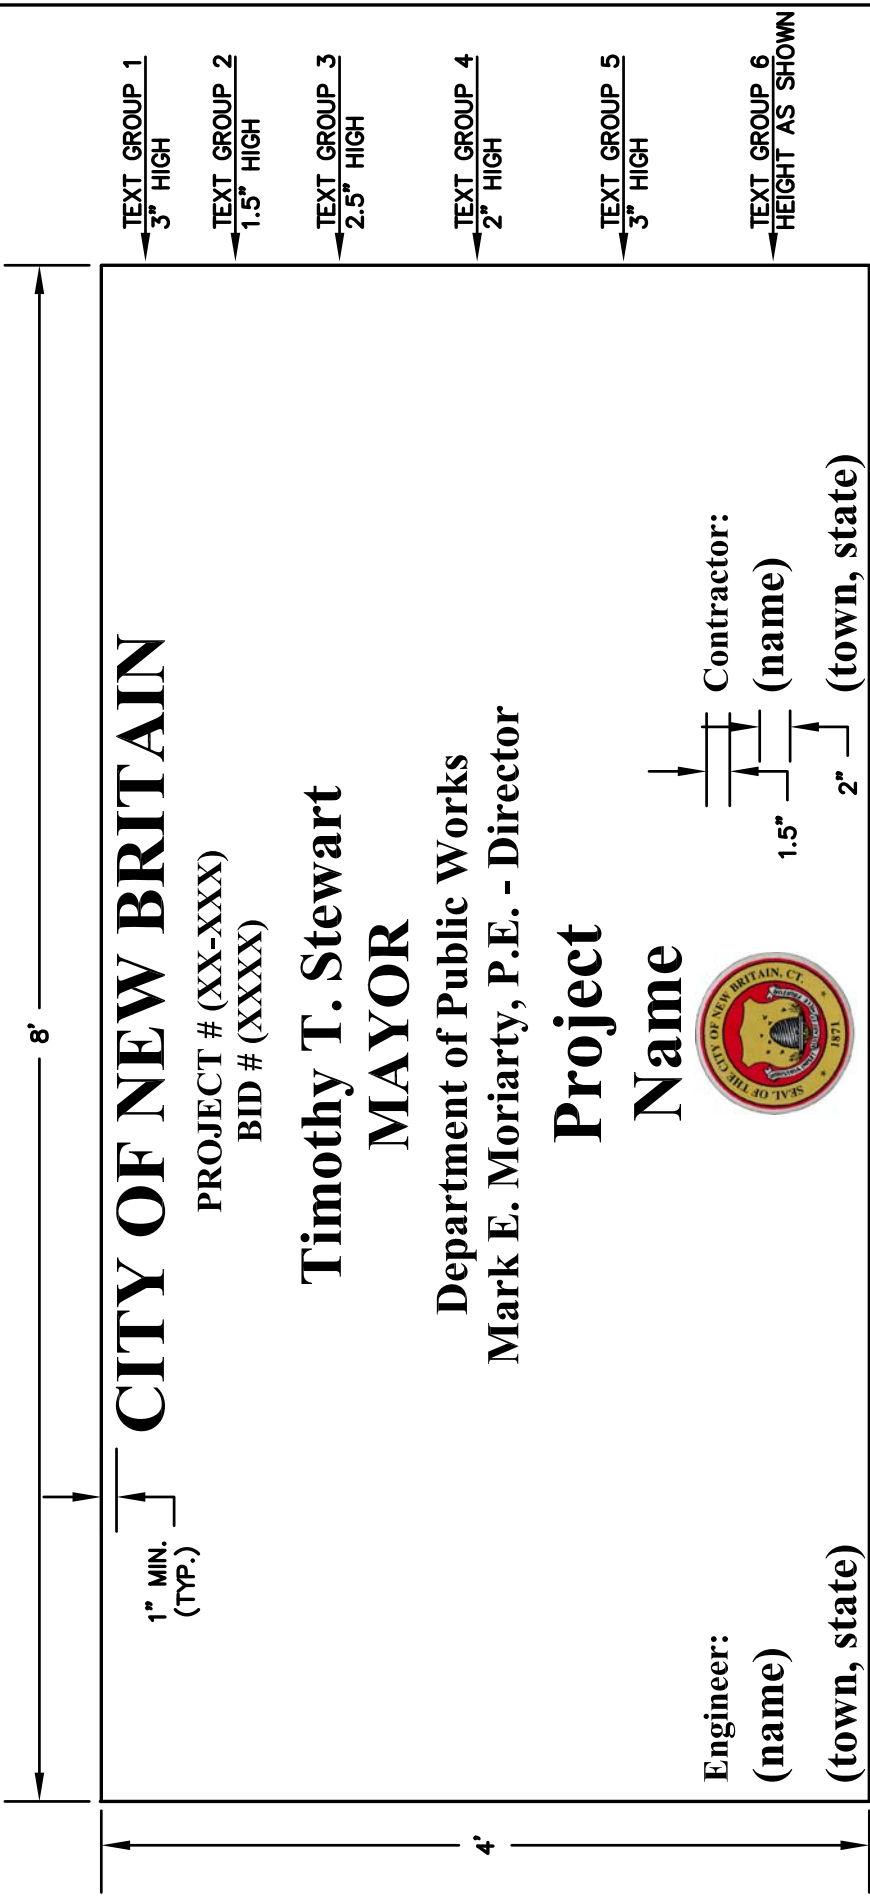 8'
4'
1" MIN.
(TYP.)
CITY OF NEW BRITAIN
TEXT GROUP 1
3" HIGH
PROJECT # (XX-XXX)
BID # (XXXX)
TEXT GROUP 2
1.5" HIGH
Timothy T. Stewart
MAYOR
TEXT GROUP 3
2.5" HIGH
Department of Public Works
Mark E. Moriarty, P.E. - Director
TEXT GROUP 4
2" HIGH
Project
Name
TEXT GROUP 5
3" HIGH
Engineer:
(name)
(town, state)
SEAL OF THE CITY OF NEW BRITAIN, CT.
1871
1.5"
2"
Contractor:
(name)
(town, state)
TEXT GROUP 6
HEIGHT AS SHOWN